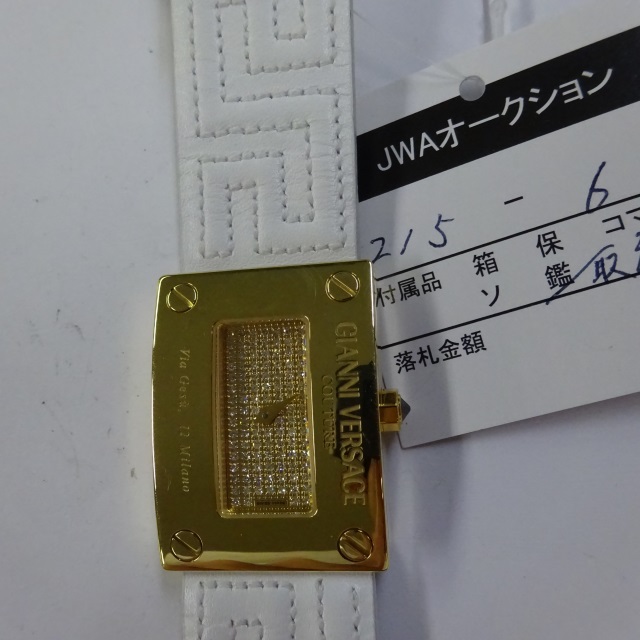 JWAオークション
215 - 6
付属品 箱 保 コマ
ソ 鑑 取
落札金額
GIANNI VERSACE
COUTURE
Via Gesù, 12 Milano